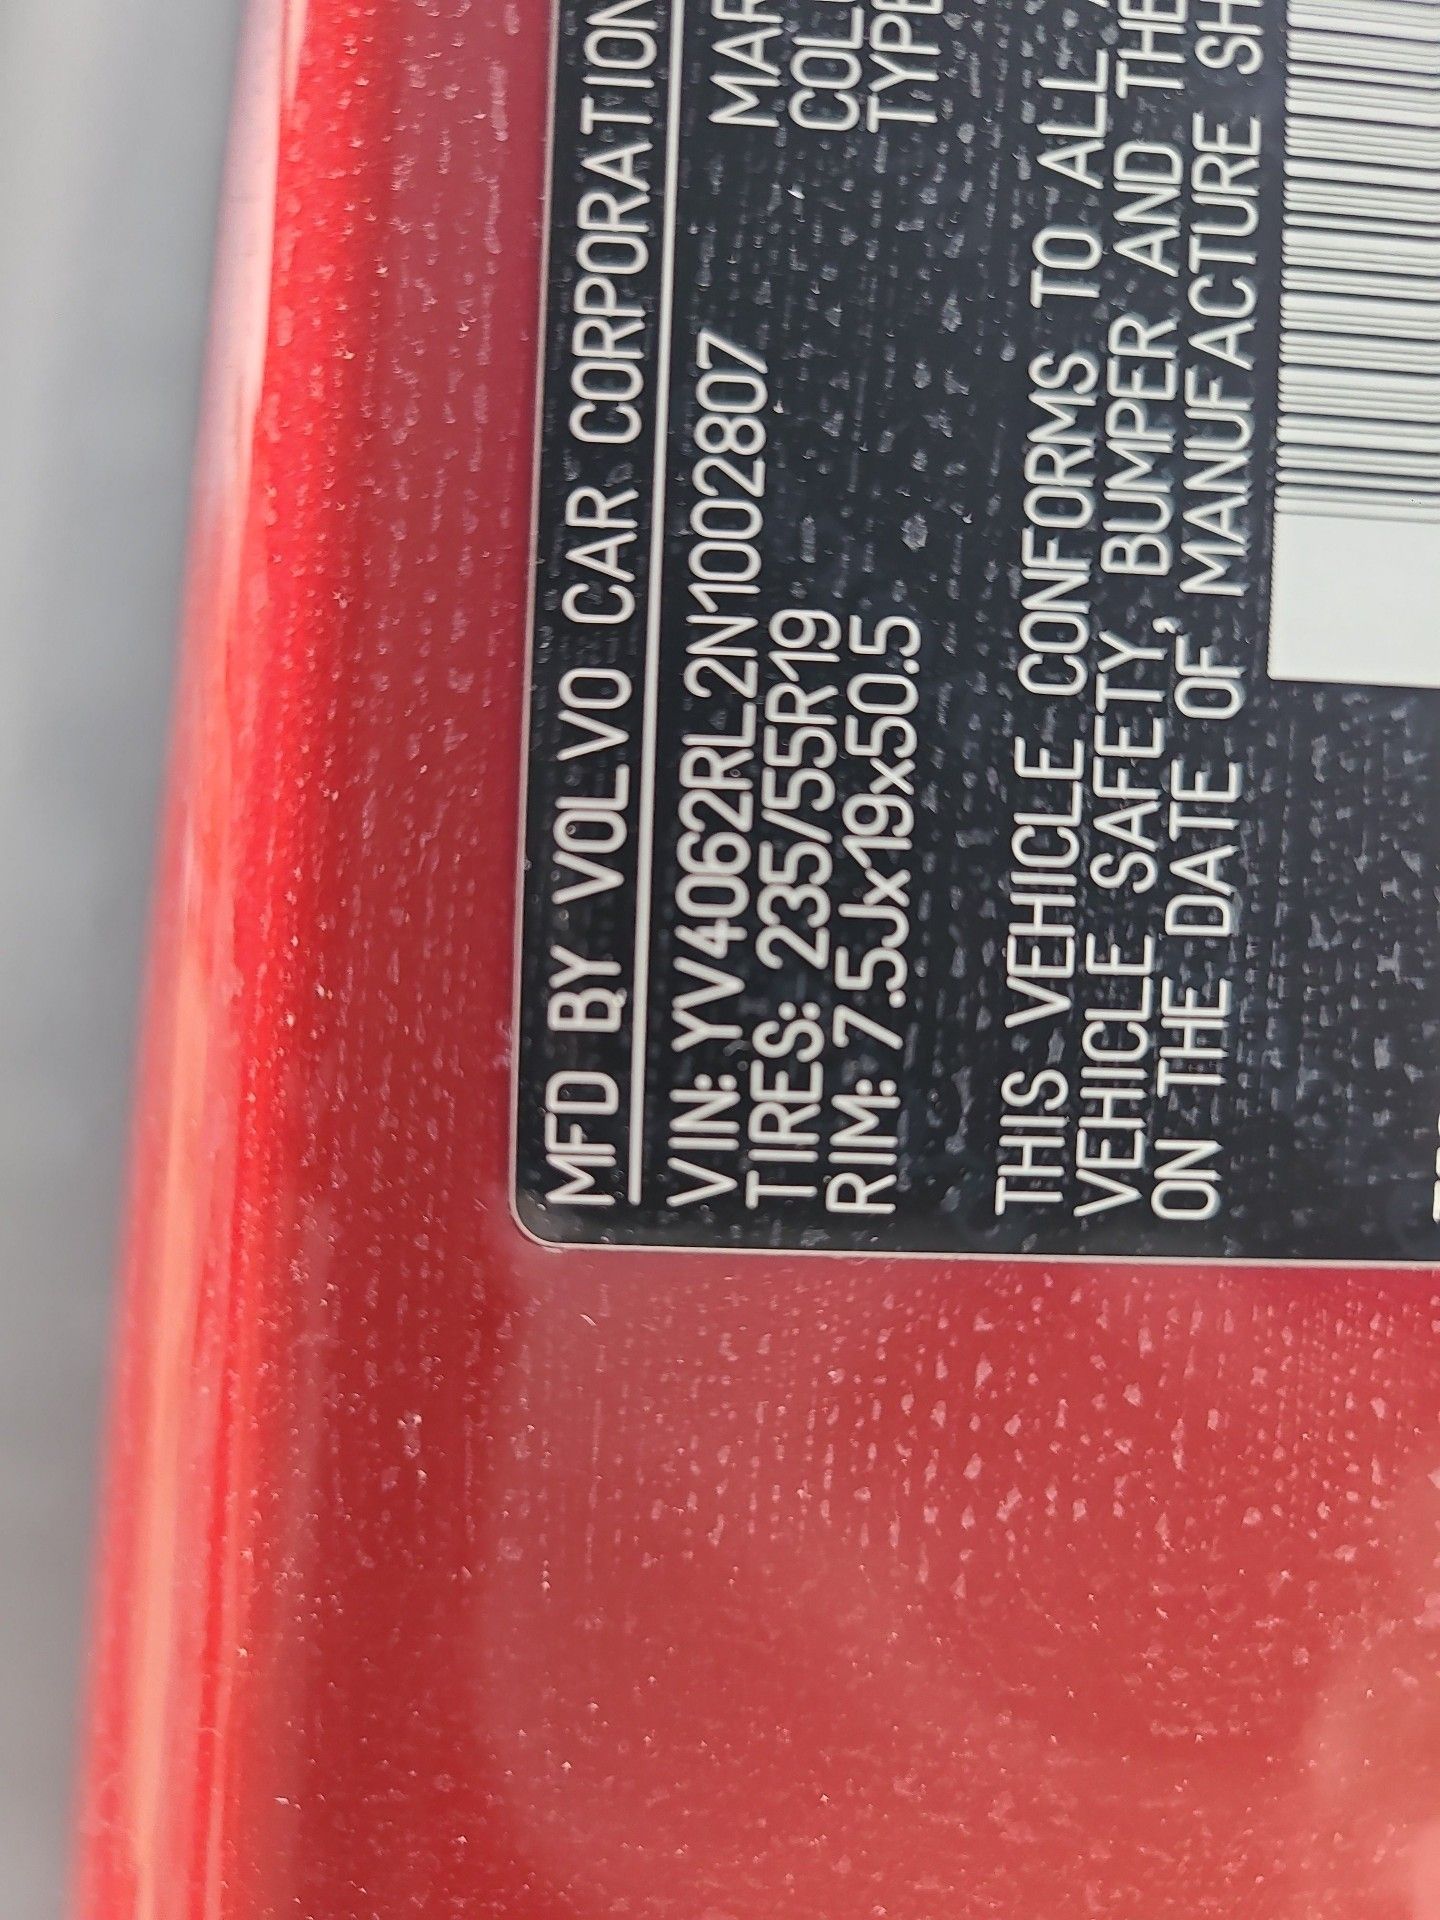 MFD BY VOLVO CAR CORPORATION
VIN: YV4062RL2N1002807
TIRES: 235/55R19
RIM: 7.5Jx19x50.5
THIS VEHICLE CONFORMS TO ALL
VEHICLE SAFETY, BUMPER AND THE
ON THE DATE OF MANUFACTURE SH